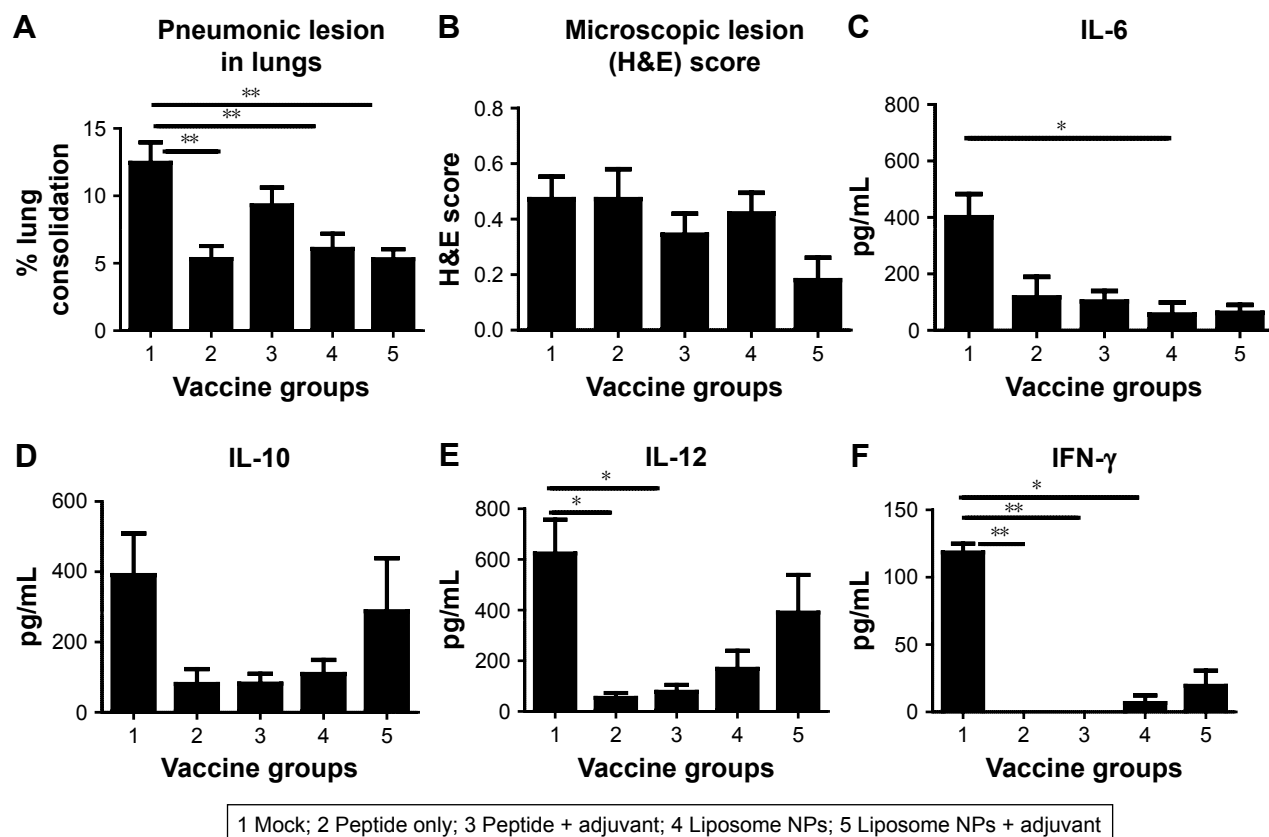 A
Pneumonic lesion
in lungs
**
**
**
% lung
consolidation
15
10
5
0
1 2 3 4 5
Vaccine groups
B
Microscopic lesion
(H&E) score
H&E score
0.8
0.6
0.4
0.2
0.0
1 2 3 4 5
Vaccine groups
C
IL-6
*
pg/mL
800
600
400
200
0
1 2 3 4 5
Vaccine groups
D
IL-10
pg/mL
600
400
200
0
1 2 3 4 5
Vaccine groups
E
IL-12
*
*
pg/mL
800
600
400
200
0
1 2 3 4 5
Vaccine groups
F
IFN-γ
*
**
**
pg/mL
150
100
50
0
1 2 3 4 5
Vaccine groups
1 Mock; 2 Peptide only; 3 Peptide + adjuvant; 4 Liposome NPs; 5 Liposome NPs + adjuvant